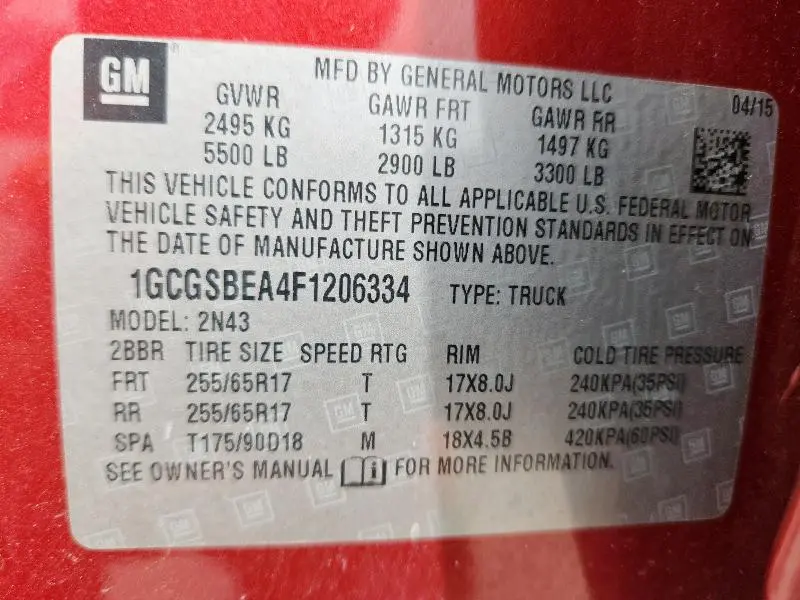 GM
MFD BY GENERAL MOTORS LLC
04/15
GVWR GAWR FRT GAWR RR
2495 KG 1315 KG 1497 KG
5500 LB 2900 LB 3300 LB
THIS VEHICLE CONFORMS TO ALL APPLICABLE U.S. FEDERAL MOTOR
VEHICLE SAFETY AND THEFT PREVENTION STANDARDS IN EFFECT ON
THE DATE OF MANUFACTURE SHOWN ABOVE.
1GCGSBEA4F1206334 TYPE: TRUCK
MODEL: 2N43
2BBR TIRE SIZE SPEED RTG RIM COLD TIRE PRESSURE
FRT 255/65R17 T 17X8.0J 240KPA(35PSI)
RR 255/65R17 T 17X8.0J 240KPA(35PSI)
SPA T175/90D18 M 18X4.5B 420KPA(60PSI)
SEE OWNER'S MANUAL FOR MORE INFORMATION.